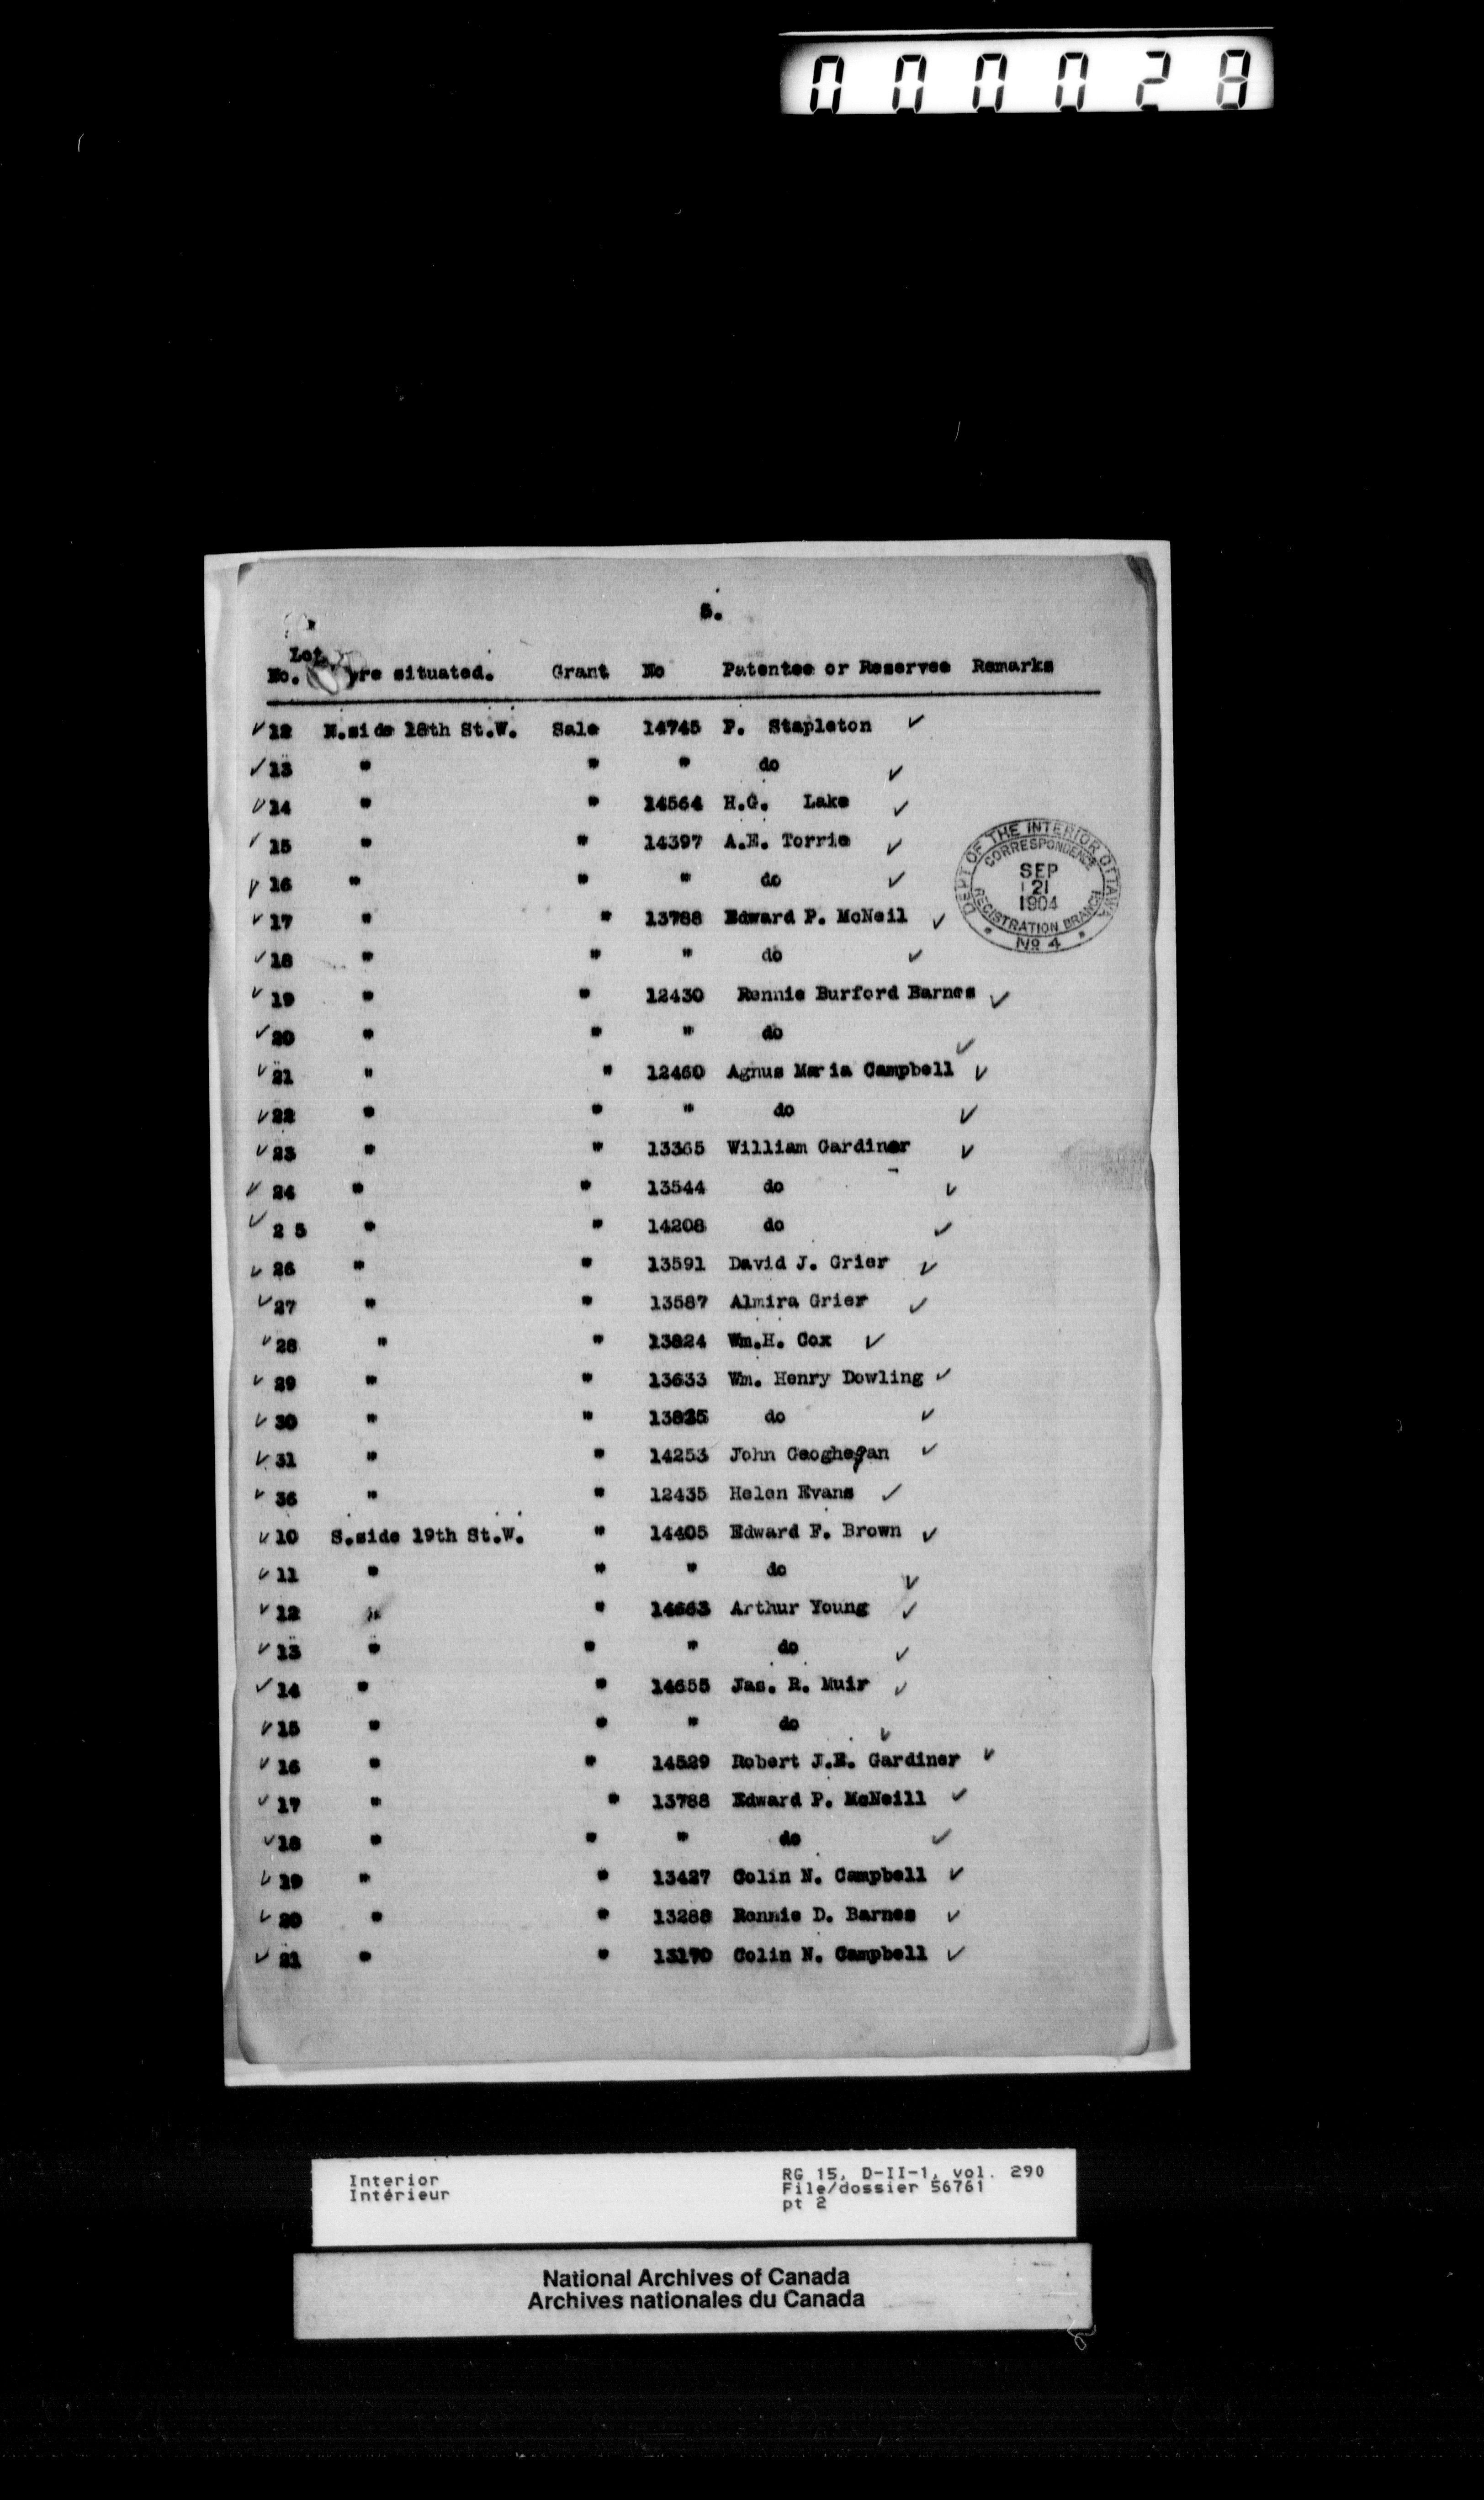 000028
5.
Lot
No. re situated. Grant No Patentee or Reservee Remarks
✓ 12 N.side 18th St.W. Sale 14745 P. Stapleton ✓
✓ 13 " " " do ✓
✓ 14 " " 14564 H.G. Lake ✓
✓ 15 " " 14397 A.E. Torrie ✓
✓ 16 " " " do ✓
✓ 17 " " 13788 Edward P. McNeil ✓
✓ 18 " " " do ✓
✓ 19 " " 12430 Rennie Burford Barnes ✓
✓ 20 " " " do ✓
✓ 21 " " 12460 Agnus Maria Campbell ✓
✓ 22 " " " do ✓
✓ 23 " " 13365 William Gardiner ✓
✓ 24 " " 13544 do ✓
✓ 2 5 " " 14208 do ✓
✓ 26 " " 13591 David J. Grier ✓
✓ 27 " " 13587 Almira Grier ✓
✓ 28 " " 13824 Wm.H. Cox ✓
✓ 29 " " 13633 Wm. Henry Dowling ✓
✓ 30 " " 13825 do ✓
✓ 31 " " 14253 John Geoghegan ✓
✓ 36 " " 12435 Helen Evans ✓
✓ 10 S.side 19th St.W. " 14405 Edward F. Brown ✓
✓ 11 " " " do ✓
✓ 12 " " 14663 Arthur Young ✓
✓ 13 " " " do ✓
✓ 14 " " 14655 Jas. R. Muir ✓
✓ 15 " " " do ✓
✓ 16 " " 14529 Robert J.E. Gardiner ✓
✓ 17 " " 13788 Edward P. McNeill ✓
✓ 18 " " " do ✓
✓ 19 " " 13427 Colin N. Campbell ✓
✓ 20 " " 13288 Rennie D. Barnes ✓
✓ 21 " " 13170 Colin N. Campbell ✓
DEPT OF THE INTERIOR OTTAWA
CORRESPONDENCE
SEP
21
1904
REGISTRATION BRANCH
* No 4 *
Interior
Intérieur
RG 15, D-II-1, vol. 290
File/dossier 56761
pt 2
National Archives of Canada
Archives nationales du Canada